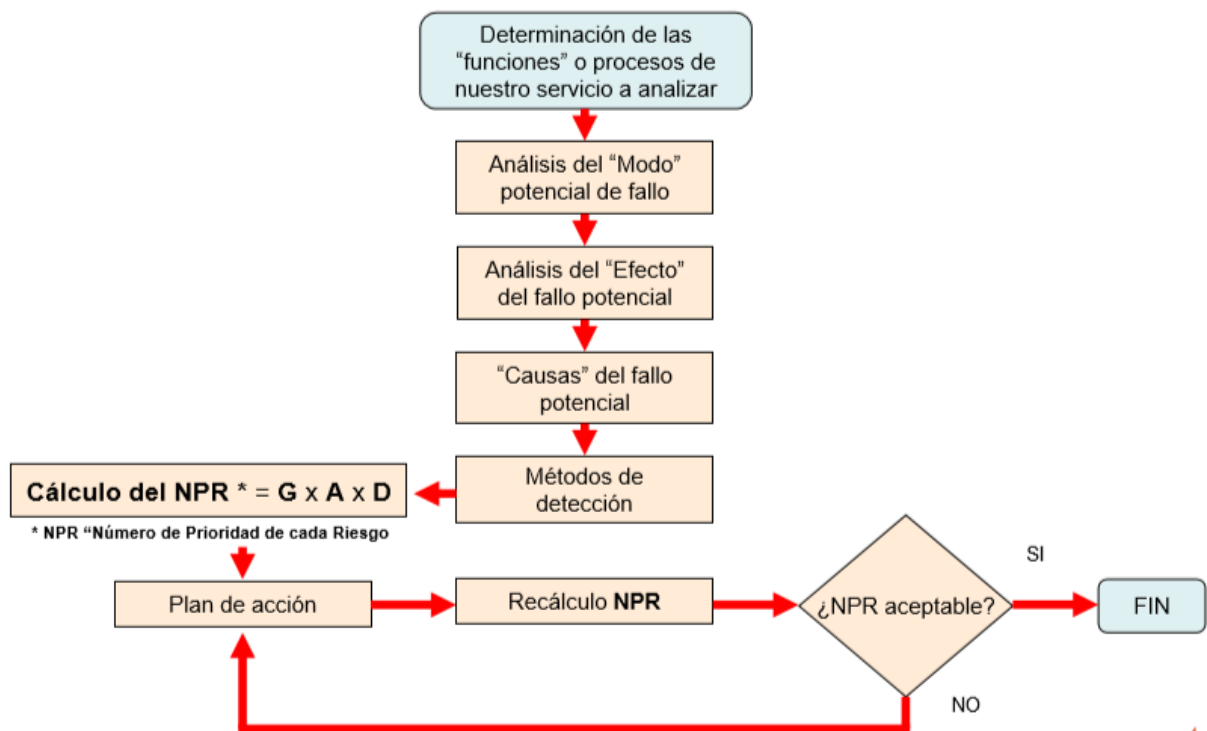 Determinación de las
“funciones” o procesos de
nuestro servicio a analizar
Análisis del “Modo”
potencial de fallo
Análisis del “Efecto”
del fallo potencial
“Causas” del fallo
potencial
Métodos de
detección
Cálculo del NPR * = G x A x D
* NPR “Número de Prioridad de cada Riesgo
Plan de acción
Recálculo NPR
¿NPR aceptable?
SI
FIN
NO